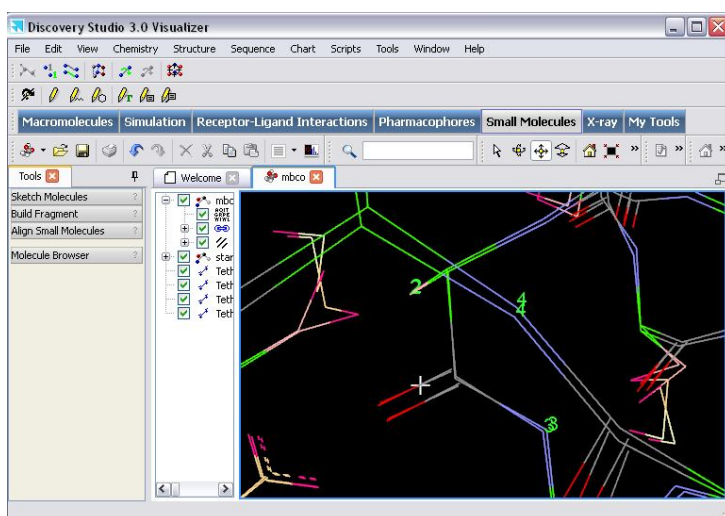 Discovery Studio 3.0 Visualizer
File Edit View Chemistry Structure Sequence Chart Scripts Tools Window Help
Macromolecules Simulation Receptor-Ligand Interactions Pharmacophores Small Molecules X-ray My Tools
Tools Welcome mbco
Sketch Molecules ?
Build Fragment ?
Align Small Molecules ?
Molecule Browser ?
mbc
star
Teth
Teth
Teth
Teth
2
4
4
3